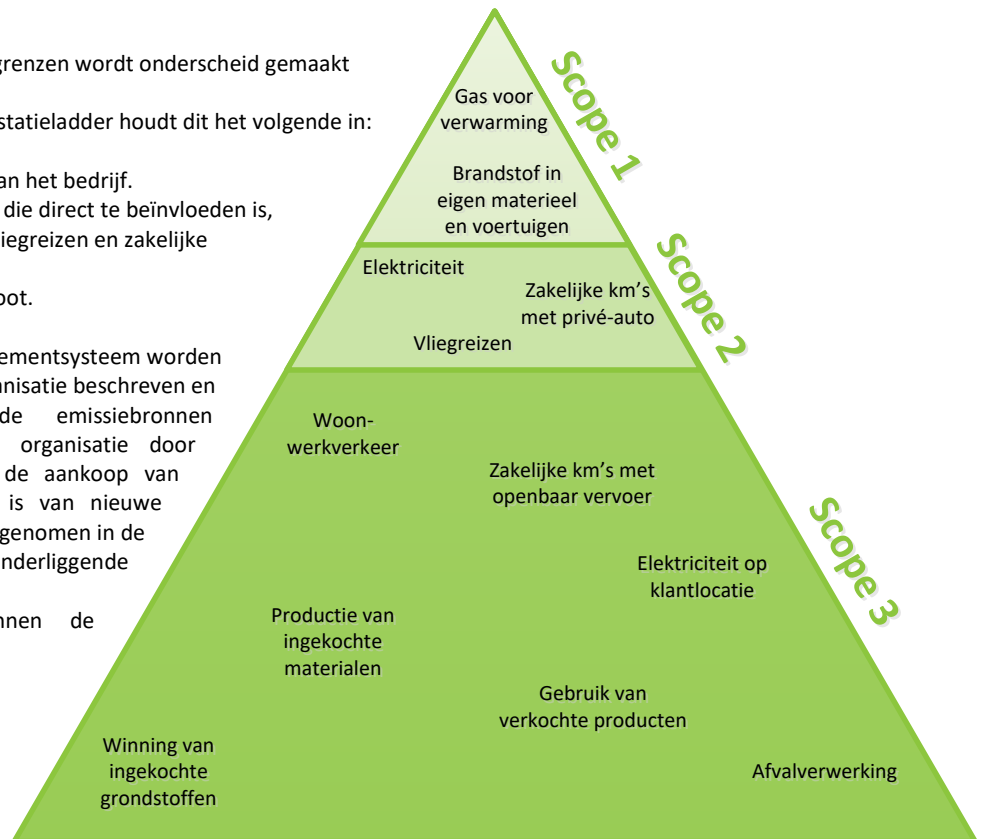 grenzen wordt onderscheid gemaakt
statieladder houdt dit het volgende in:
an het bedrijf.
die direct te beïnvloeden is,
liegreizen en zakelijke
oot.
ementsysteem worden
anisatie beschreven en
de emissiebronnen
organisatie door
de aankoop van
is van nieuwe
genomen in de
nderliggende
nnen de
Scope 1
Gas voor
verwarming
Brandstof in
eigen materieel
en voertuigen
Scope 2
Elektriciteit
Zakelijke km's
met privé-auto
Vliegreizen
Scope 3
Woon-
werkverkeer
Zakelijke km's met
openbaar vervoer
Elektriciteit op
klantlocatie
Productie van
ingekochte
materialen
Gebruik van
verkochte producten
Winning van
ingekochte
grondstoffen
Afvalverwerking